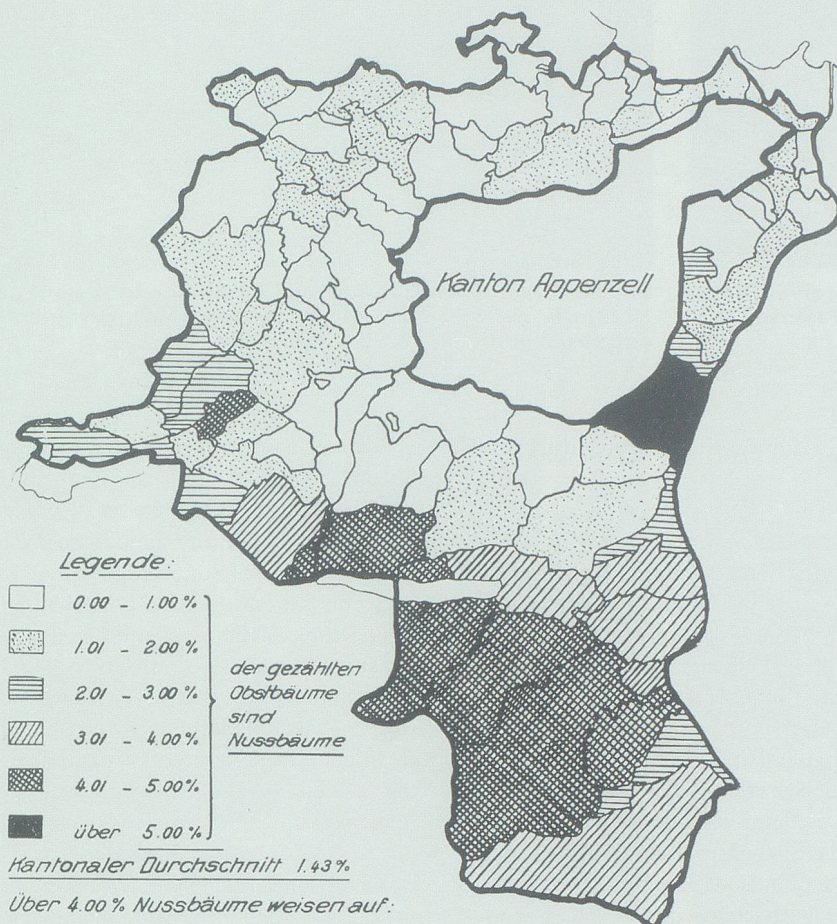 Kanton Appenzell
Legende:
0.00 - 1.00 %
1.01 - 2.00 %
2.01 - 3.00 %
3.01 - 4.00 %
4.01 - 5.00 %
über 5.00 %
der gezählten
Obstbäume
sind
Nussbäume
Kantonaler Durchschnitt 1.43 %
Über 4.00 % Nussbäume weisen auf: